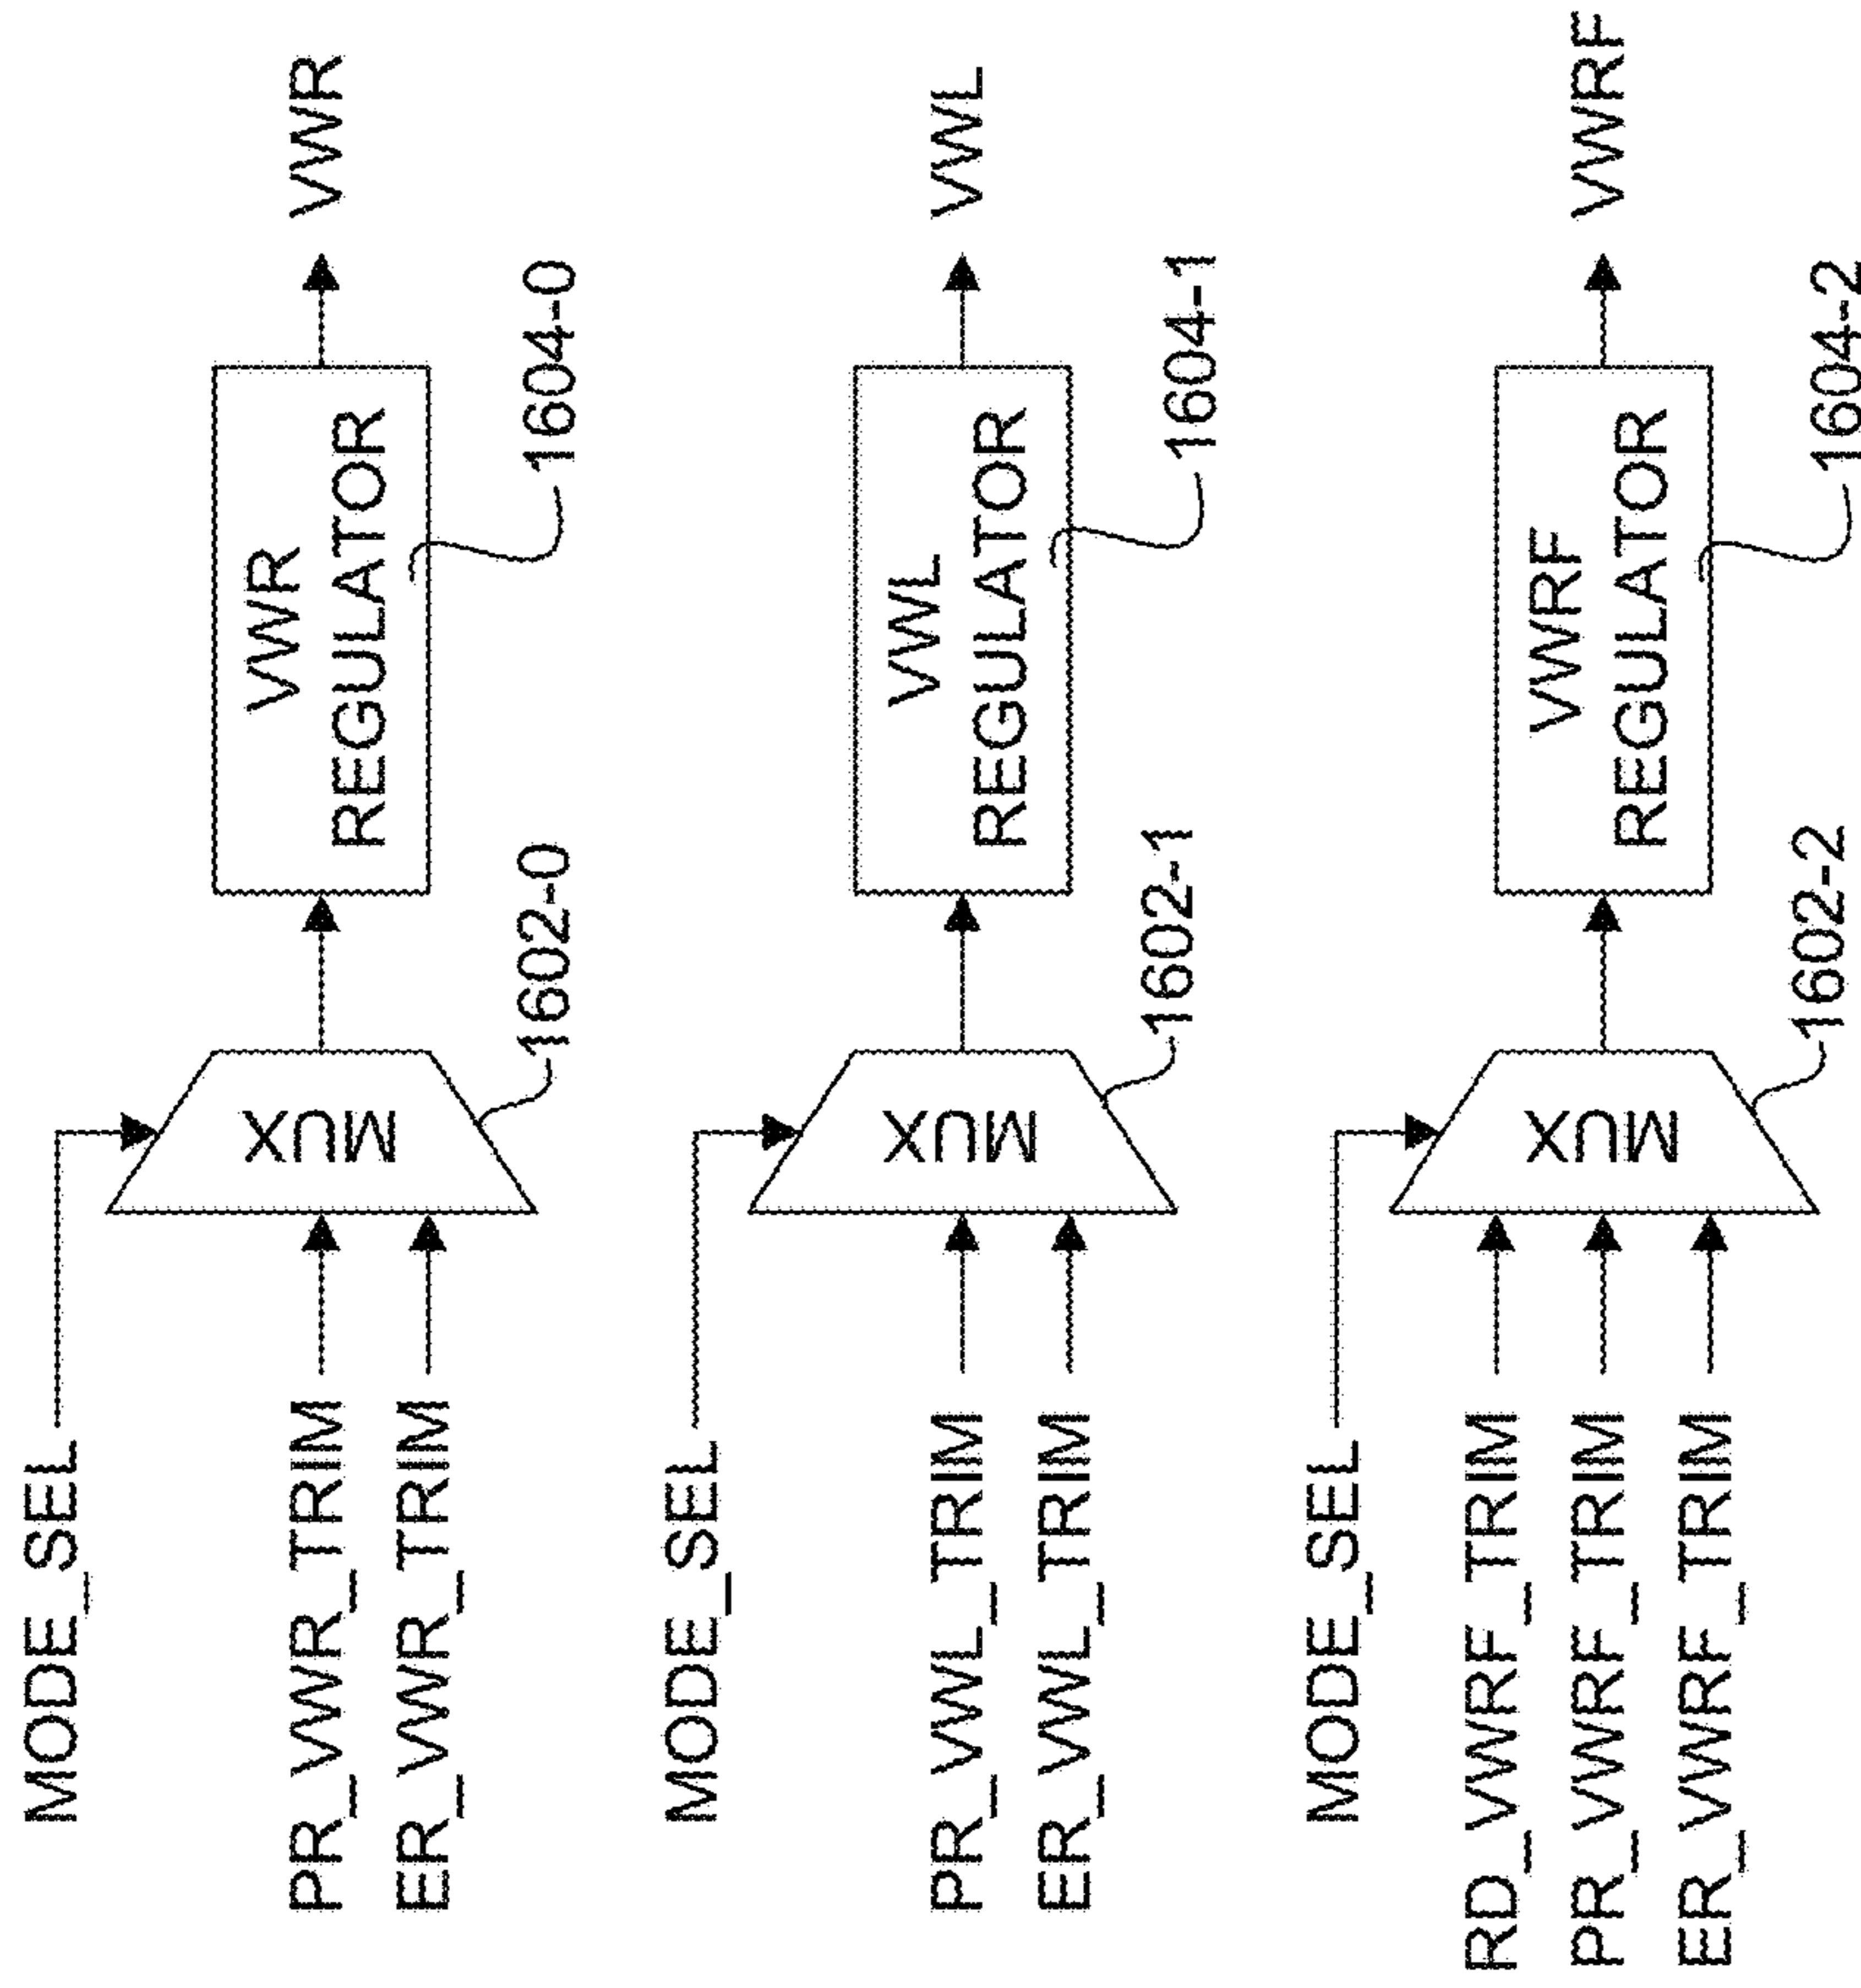 MODE_SEL
PR_VWR_TRIM
ER_VWR_TRIM
MUX
1602-0
VWR
REGULATOR
1604-0
VWR
MODE_SEL
PR_VWL_TRIM
ER_VWL_TRIM
MUX
1602-1
VWL
REGULATOR
1604-1
VWL
MODE_SEL
RD_VWRF_TRIM
PR_VWRF_TRIM
ER_VWRF_TRIM
MUX
1602-2
VWRF
REGULATOR
1604-2
VWRF